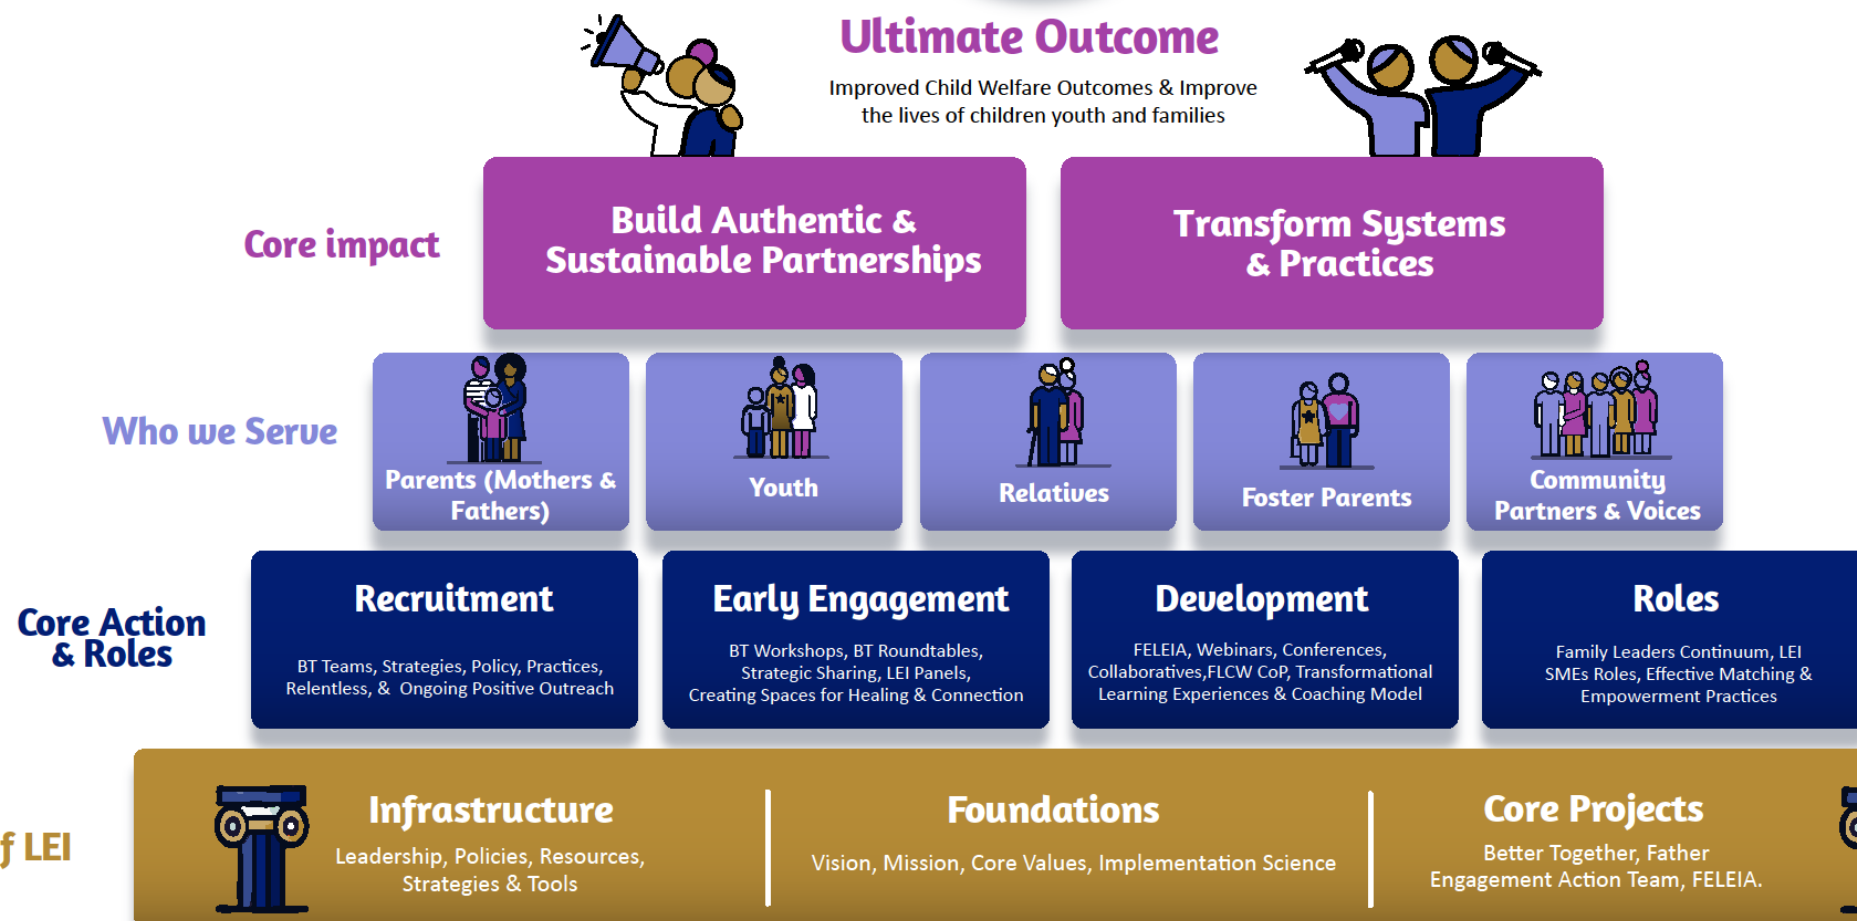 Ultimate Outcome
Improved Child Welfare Outcomes & Improve
the lives of children youth and families
Core impact
Build Authentic &
Sustainable Partnerships
Transform Systems
& Practices
Who we Serve
Parents (Mothers &
Fathers)
Youth
Relatives
Foster Parents
Community
Partners & Voices
Core Action
& Roles
Recruitment
BT Teams, Strategies, Policy, Practices,
Relentless, & Ongoing Positive Outreach
Early Engagement
BT Workshops, BT Roundtables,
Strategic Sharing, LEI Panels,
Creating Spaces for Healing & Connection
Development
FELEIA, Webinars, Conferences,
Collaboratives,FLCW CoP, Transformational
Learning Experiences & Coaching Model
Roles
Family Leaders Continuum, LEI
SMEs Roles, Effective Matching &
Empowerment Practices
f LEI
Infrastructure
Leadership, Policies, Resources,
Strategies & Tools
Foundations
Vision, Mission, Core Values, Implementation Science
Core Projects
Better Together, Father
Engagement Action Team, FELEIA.